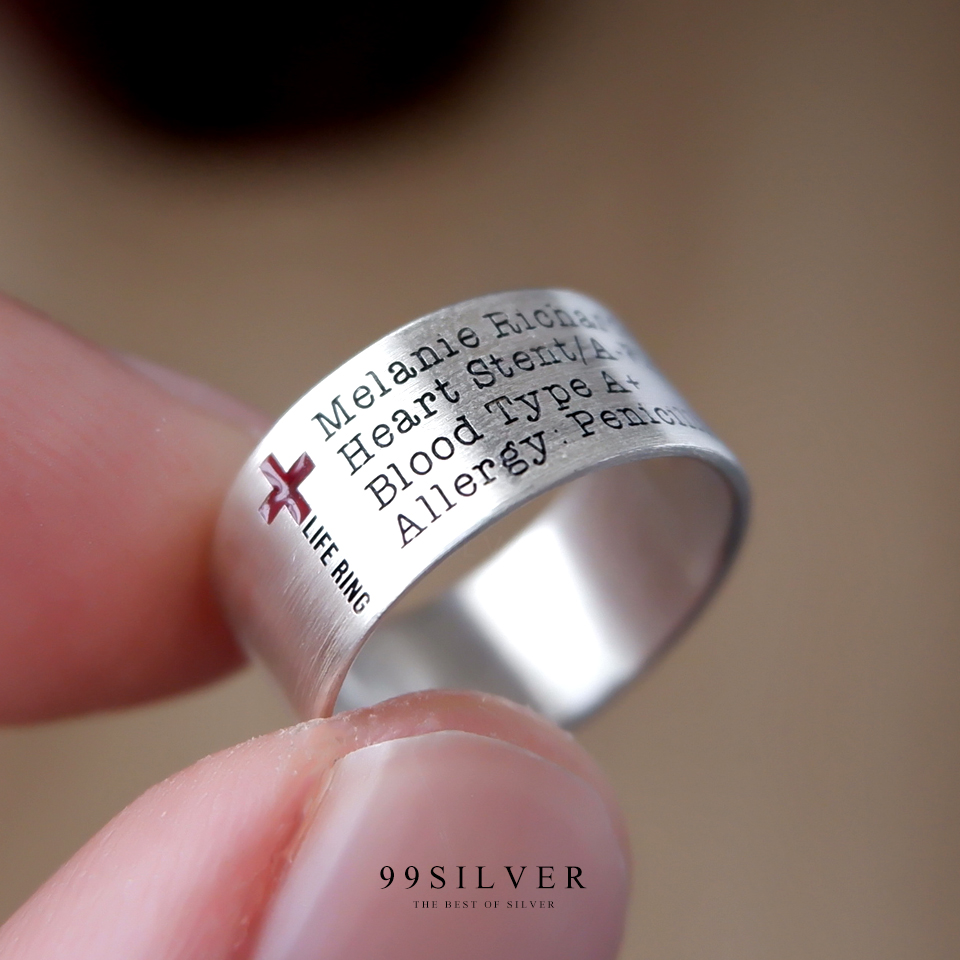 Melanie
Heart Stent/A-
Blood Type A+
Allergy:
LIFE RING
99SILVER
THE BEST OF SILVER